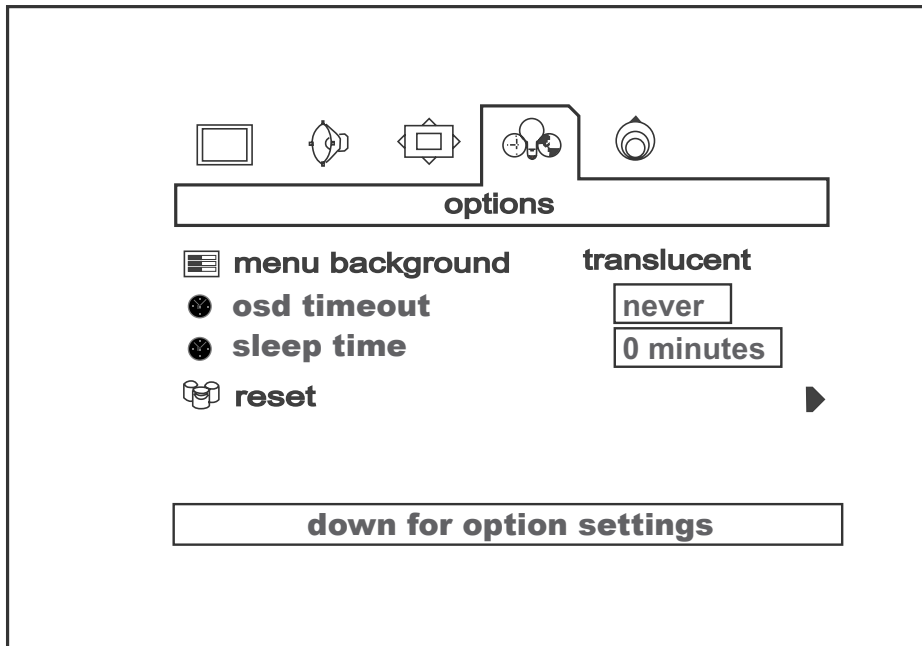 options
menu background translucent
osd timeout never
sleep time 0 minutes
reset
down for option settings